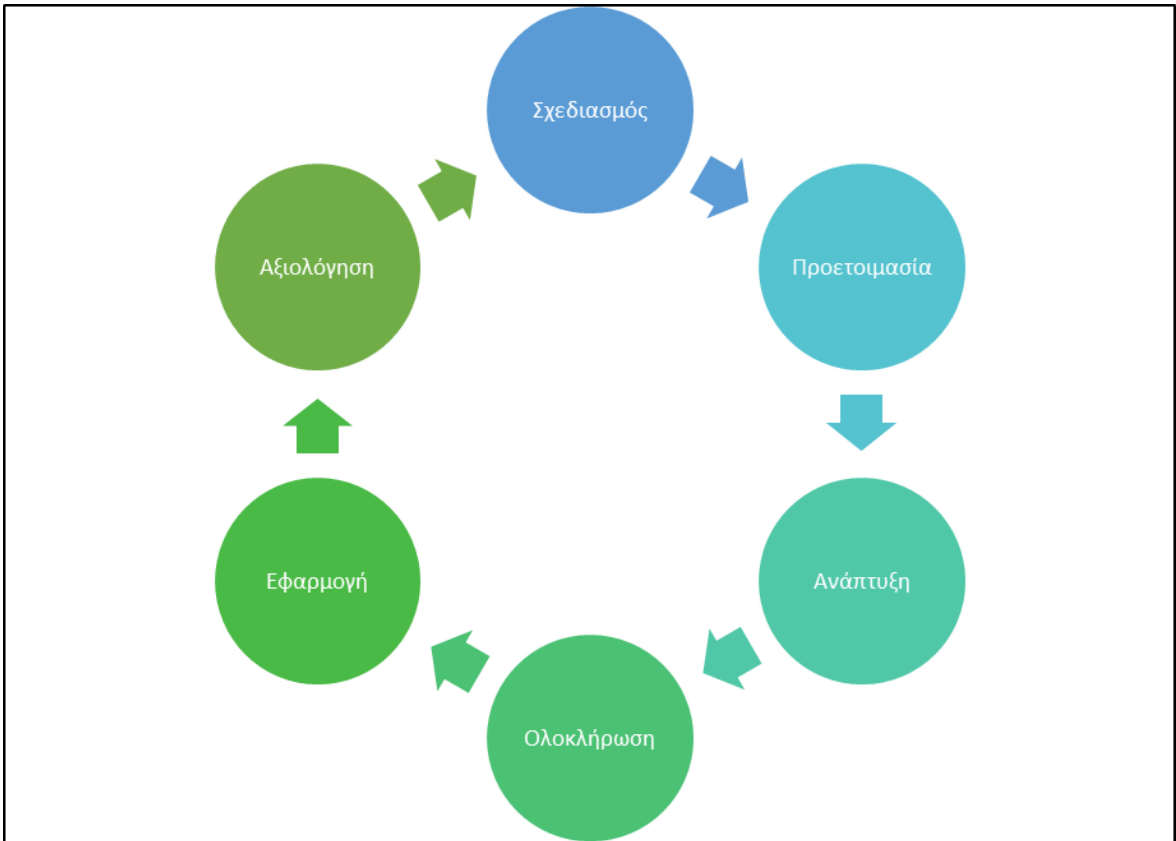 Σχεδιασμός
Προετοιμασία
Ανάπτυξη
Ολοκλήρωση
Εφαρμογή
Αξιολόγηση